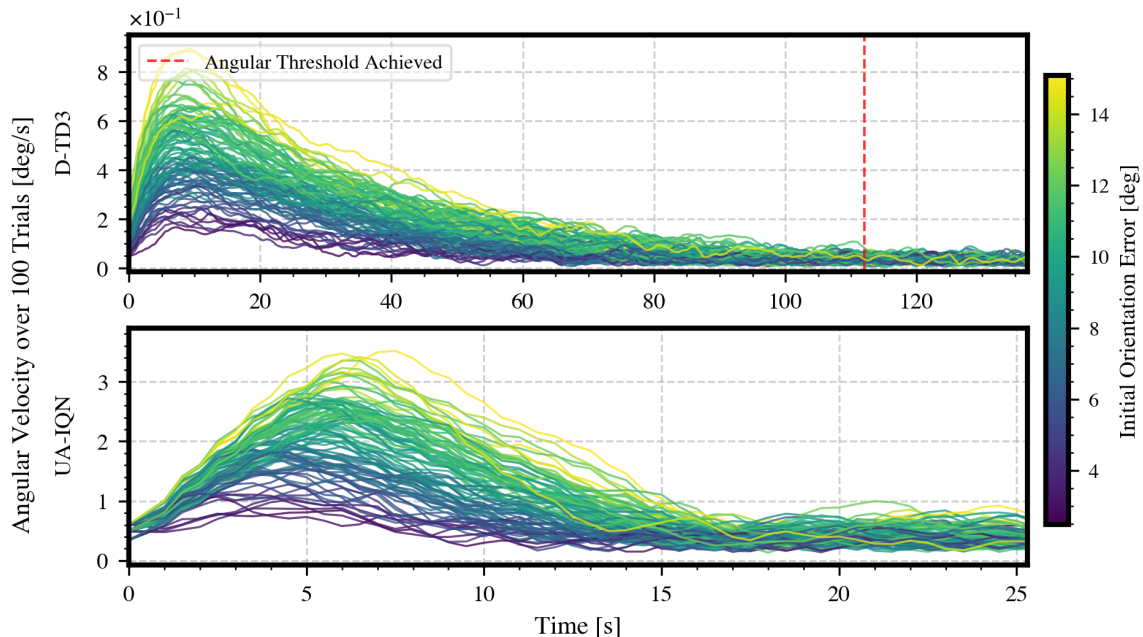 ×10⁻¹
Angular Threshold Achieved
8
6
4
2
0
0 20 40 60 80 100 120
D-TD3
Angular Velocity over 100 Trials [deg/s]
3
2
1
0
0 5 10 15 20 25
UA-IQN
Time [s]
14
12
10
8
6
4
Initial Orientation Error [deg]